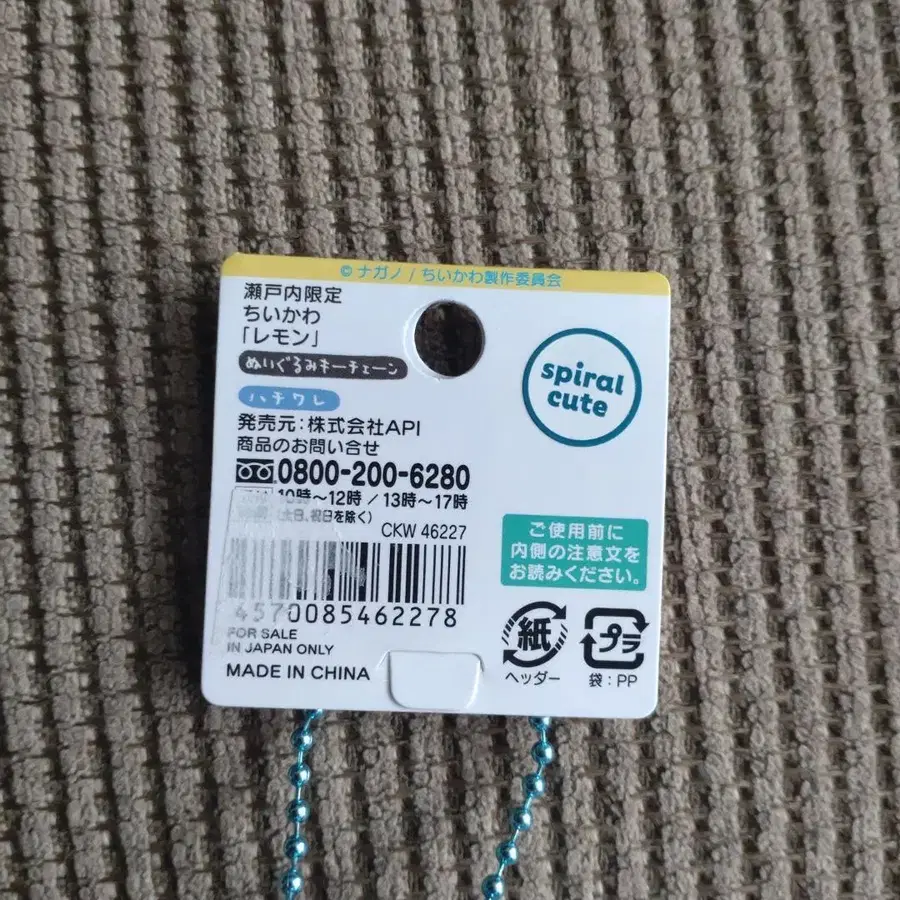 © ナガノ / ちいかわ製作委員会
瀬戸内限定
ちいかわ
「レモン」
ぬいぐるみキーチェーン
ハチワレ
発売元:株式会社API
商品のお問い合せ
0800-200-6280
10時~12時 / 13時~17時
(土日、祝日を除く)
CKW 46227
4570085462278
FOR SALE
IN JAPAN ONLY
MADE IN CHINA
spiral
cute
ご使用前に
内側の注意文を
お読みください。
紙
ヘッダー
プラ
袋:PP